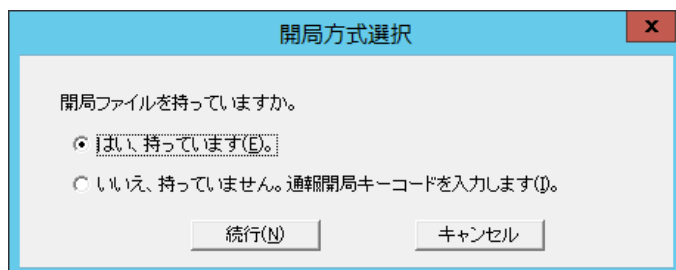 開局方式選択
x
開局ファイルを持っていますか。
はい、持っています(E)。
いいえ、持っていません。通報開局キーコードを入力します(I)。
続行(N)
キャンセル